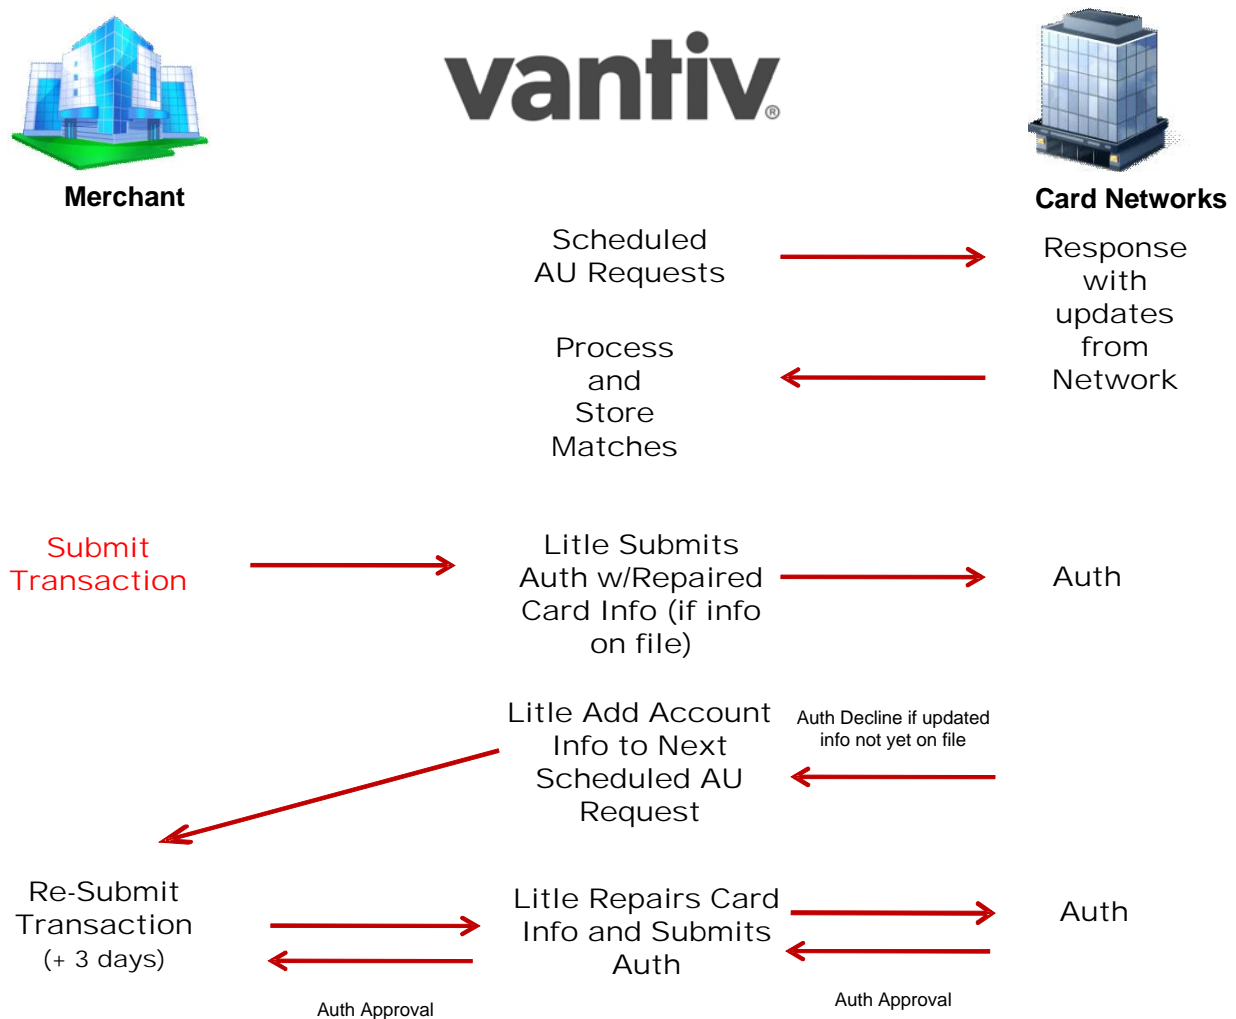 vantiv®
Merchant
Card Networks
Scheduled
AU Requests
Response
with
updates
from
Network
Process
and
Store
Matches
Submit
Transaction
Litle Submits
Auth w/Repaired
Card Info (if info
on file)
Auth
Litle Add Account
Info to Next
Scheduled AU
Request
Auth Decline if updated
info not yet on file
Re-Submit
Transaction
(+ 3 days)
Litle Repairs Card
Info and Submits
Auth
Auth
Auth Approval
Auth Approval